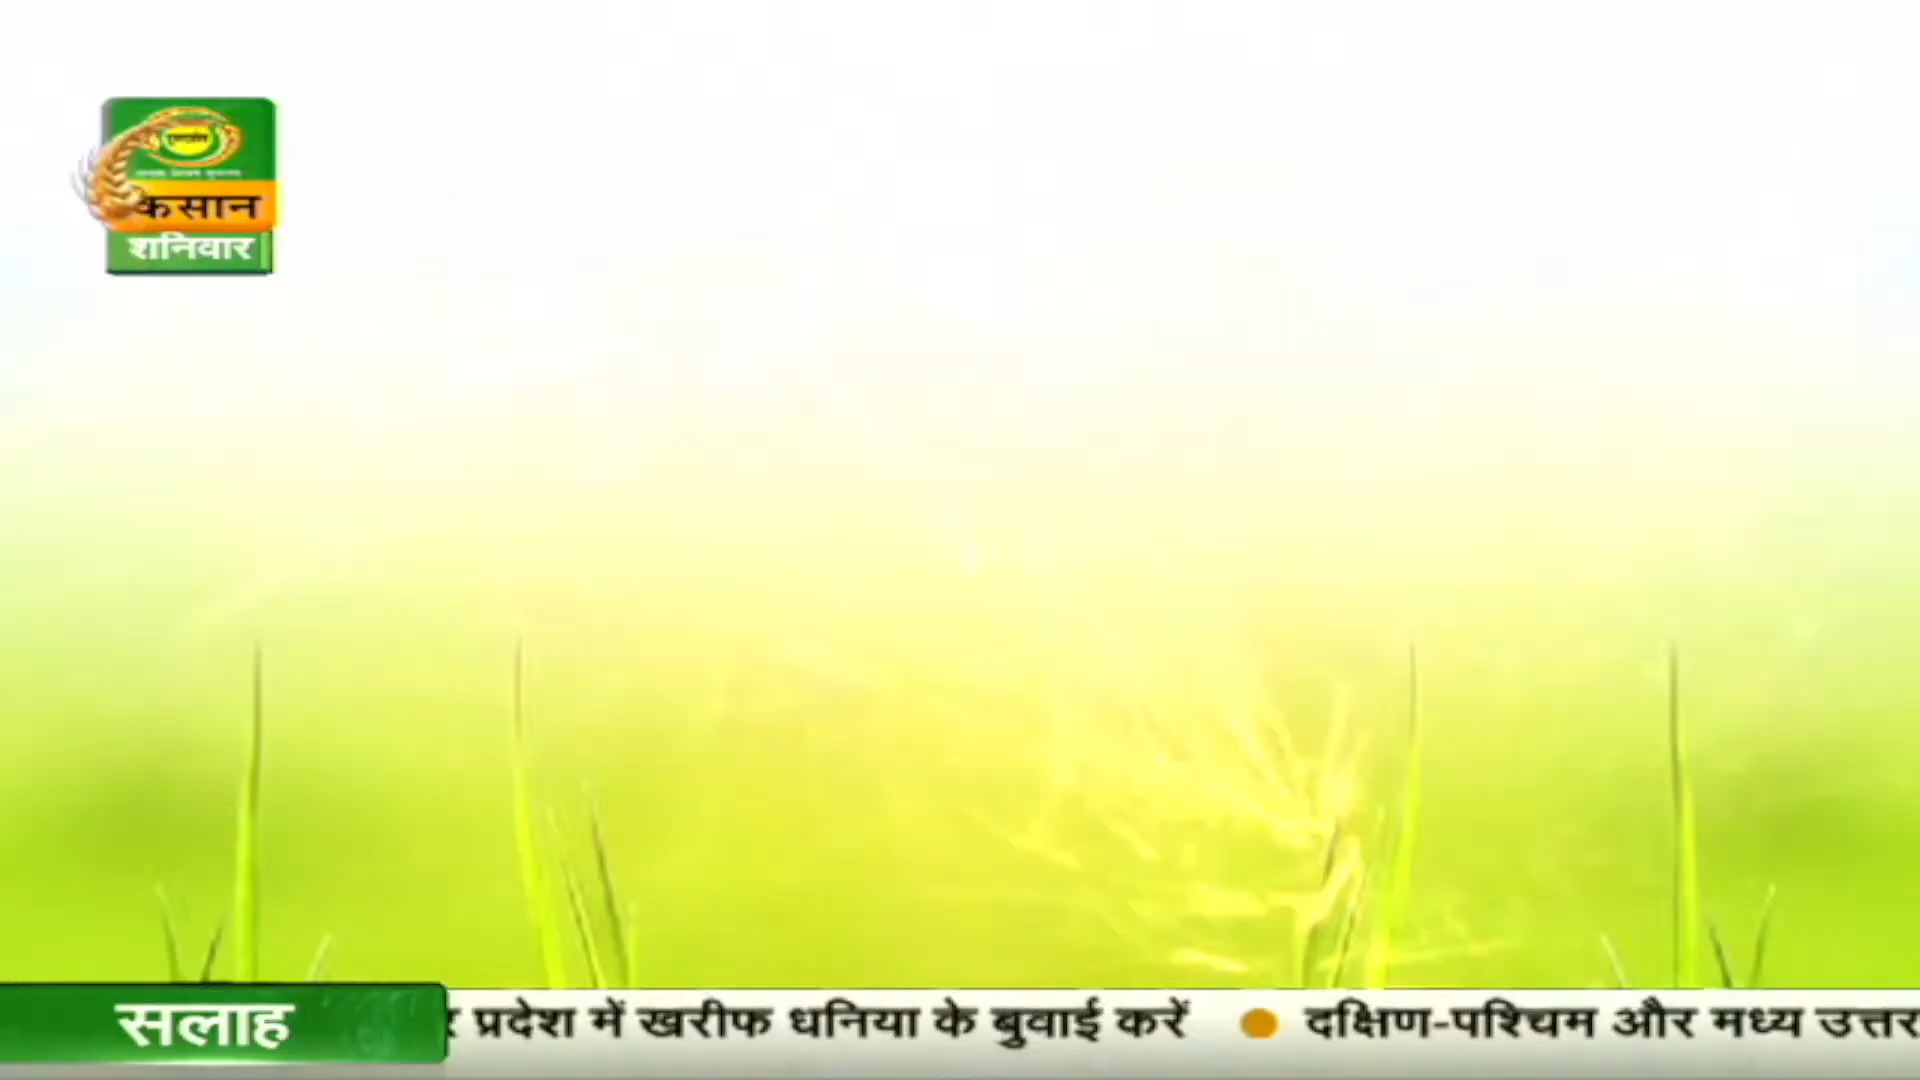 किसान
शनिवार
सलाह
प्रदेश में खरीफ धनिया के बुवाई करें ● दक्षिण-पश्चिम और मध्य उत्तर